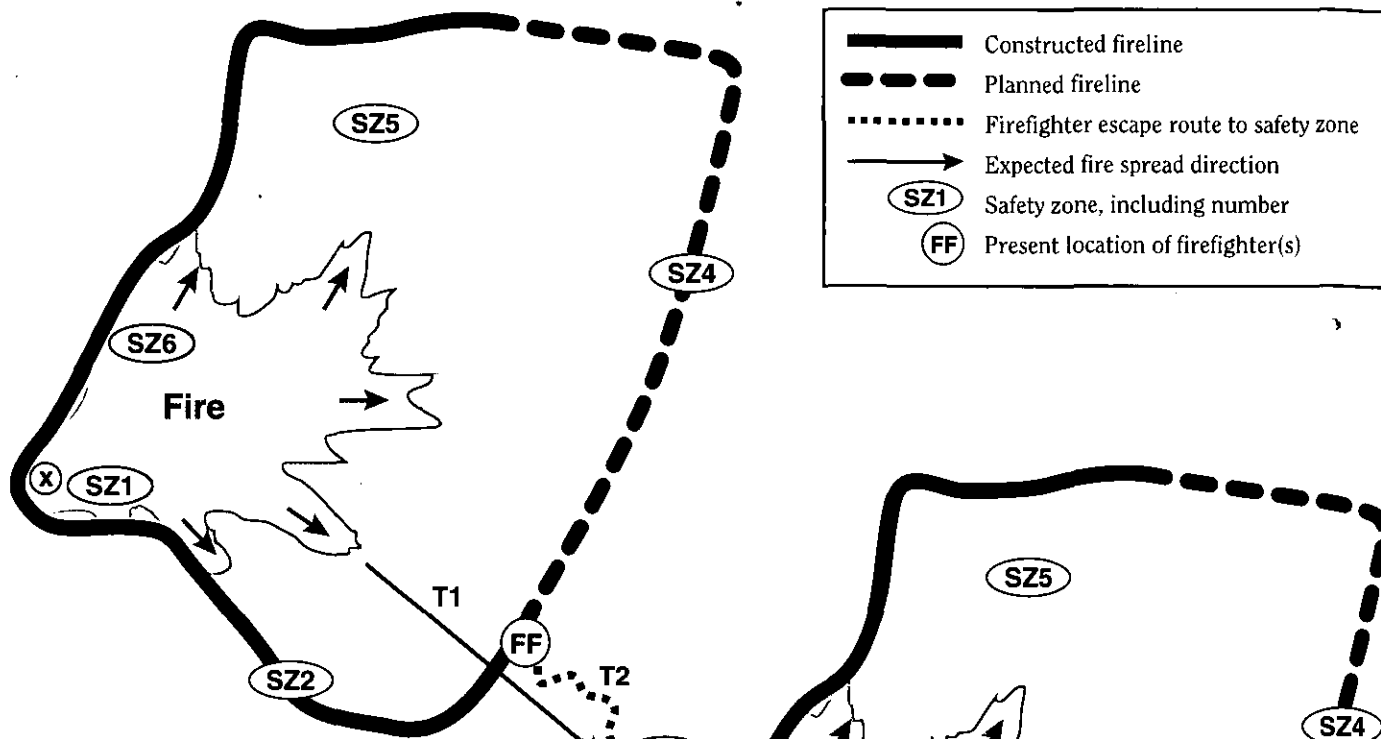 SZ5
SZ4
SZ6
Fire
X
SZ1
T1
FF
T2
SZ2
Constructed fireline
Planned fireline
Firefighter escape route to safety zone
Expected fire spread direction
SZ1 Safety zone, including number
FF Present location of firefighter(s)
SZ5
SZ4